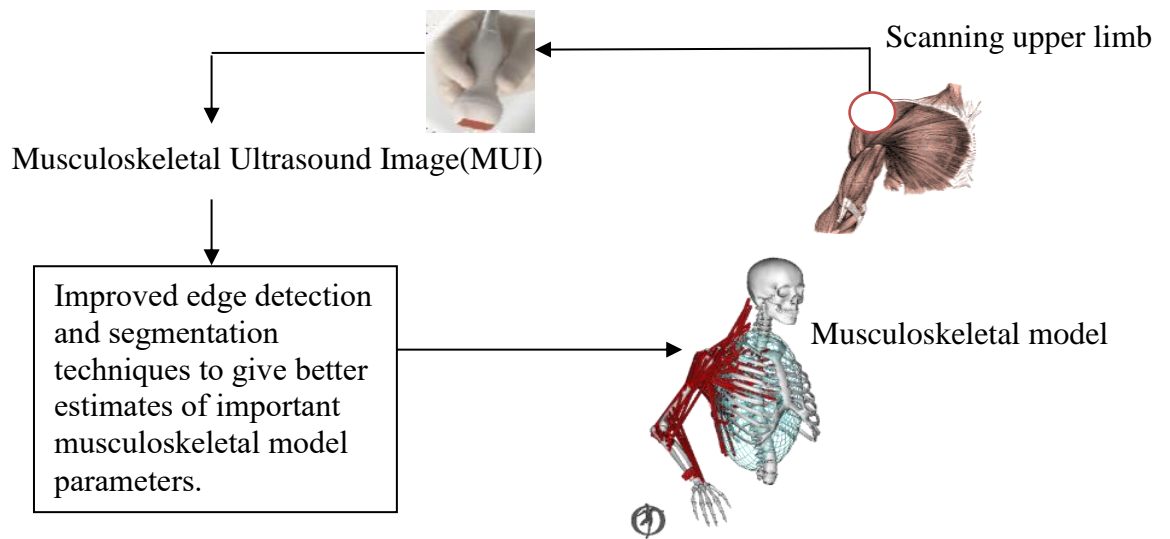 Scanning upper limb
Musculoskeletal Ultrasound Image(MUI)
Improved edge detection
and segmentation
techniques to give better
estimates of important
musculoskeletal model
parameters.
Musculoskeletal model